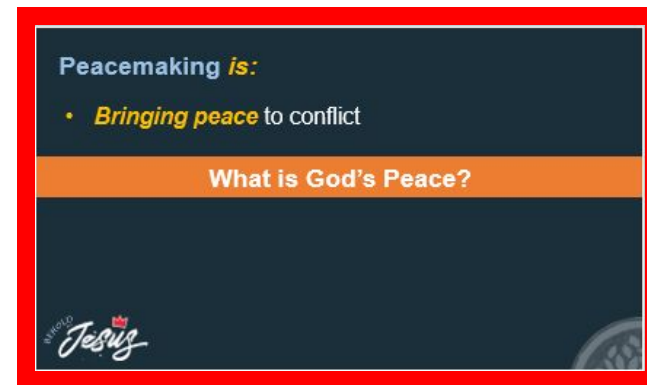 Peacemaking is:
• Bringing peace to conflict
What is God's Peace?
BEHOLD
Jesus